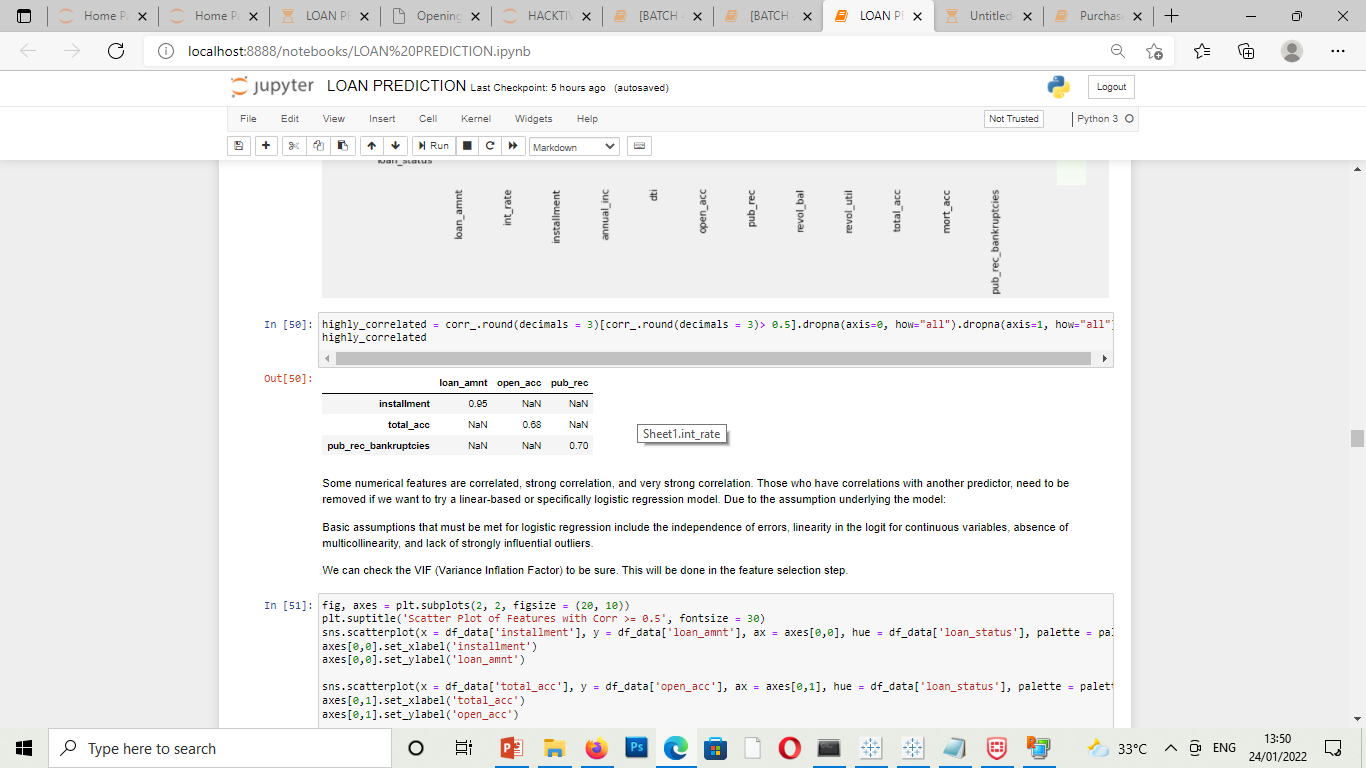 Home Pa
Home Pa
LOAN PR
Opening
HACKTIV
[BATCH
[BATCH
LOAN PR
Untitled
Purchas
localhost:8888/notebooks/LOAN%20PREDICTION.ipynb
jupyter LOAN PREDICTION Last Checkpoint: 5 hours ago (autosaved)
Logout
File Edit View Insert Cell Kernel Widgets Help
Not Trusted
Python 3
Run
Markdown
loan_status
loan_amnt
int_rate
installment
annual_inc
dti
open_acc
pub_rec
revol_bal
revol_util
total_acc
mort_acc
pub_rec_bankruptcies
In [50]: highly_correlated = corr_.round(decimals = 3)[corr_.round(decimals = 3)> 0.5].dropna(axis=0, how="all").dropna(axis=1, how="all")
highly_correlated
Out[50]:
loan_amnt open_acc pub_rec
installment 0.95 NaN NaN
total_acc NaN 0.68 NaN
pub_rec_bankruptcies NaN NaN 0.70
Sheet1.int_rate
Some numerical features are correlated, strong correlation, and very strong correlation. Those who have correlations with another predictor, need to be
removed if we want to try a linear-based or specifically logistic regression model. Due to the assumption underlying the model:
Basic assumptions that must be met for logistic regression include the independence of errors, linearity in the logit for continuous variables, absence of
multicollinearity, and lack of strongly influential outliers.
We can check the VIF (Variance Inflation Factor) to be sure. This will be done in the feature selection step.
In [51]: fig, axes = plt.subplots(2, 2, figsize = (20, 10))
plt.suptitle('Scatter Plot of Features with Corr >= 0.5', fontsize = 30)
sns.scatterplot(x = df_data['installment'], y = df_data['loan_amnt'], ax = axes[0,0], hue = df_data['loan_status'], palette = pal
axes[0,0].set_xlabel('installment')
axes[0,0].set_ylabel('loan_amnt')
sns.scatterplot(x = df_data['total_acc'], y = df_data['open_acc'], ax = axes[0,1], hue = df_data['loan_status'], palette = palett
axes[0,1].set_xlabel('total_acc')
axes[0,1].set_ylabel('open_acc')
Type here to search
Ps
33°C
ENG
13:50
24/01/2022